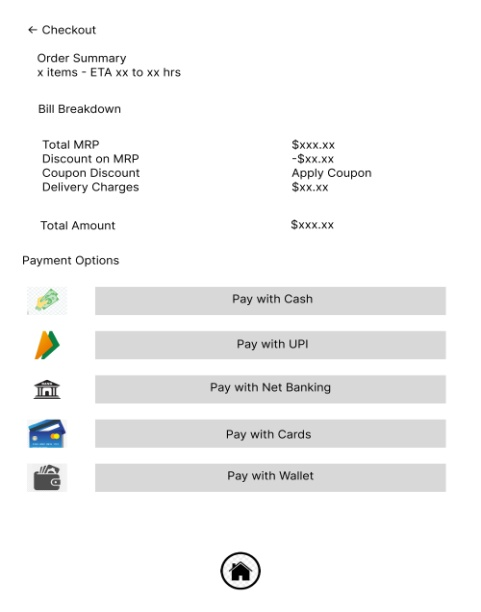 ← Checkout
Order Summary
x items - ETA xx to xx hrs
Bill Breakdown
Total MRP $xxx.xx
Discount on MRP -$xx.xx
Coupon Discount Apply Coupon
Delivery Charges $xx.xx
Total Amount $xxx.xx
Payment Options
Pay with Cash
Pay with UPI
Pay with Net Banking
Pay with Cards
Pay with Wallet